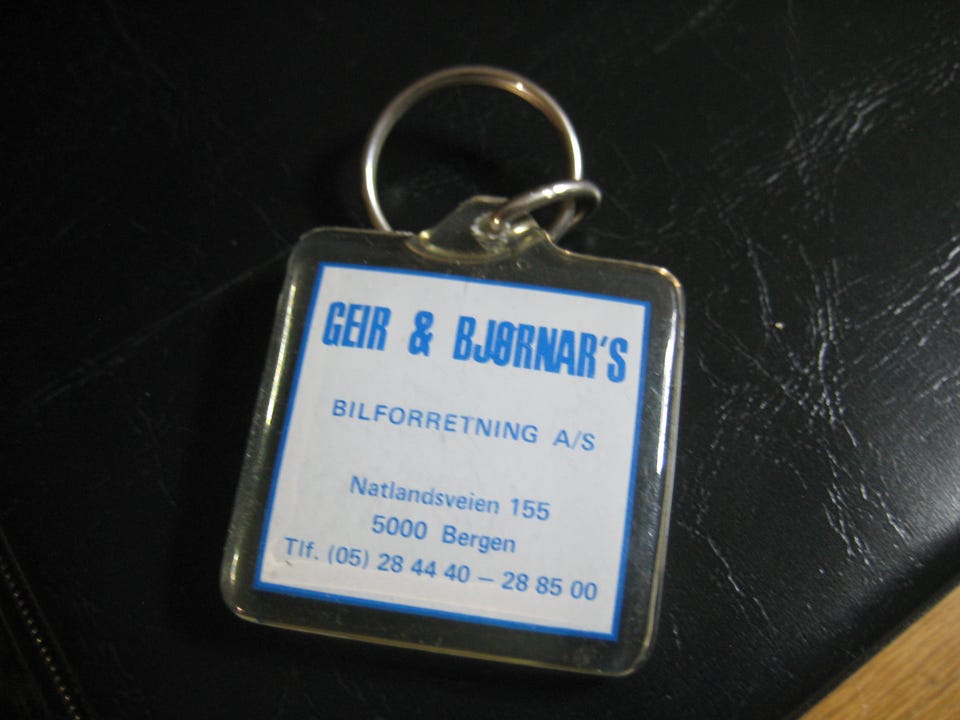 GEIR & BJØRNAR'S
BILFORRETNING A/S
Natlandsveien 155
5000 Bergen
Tlf. (05) 28 44 40 — 28 85 00